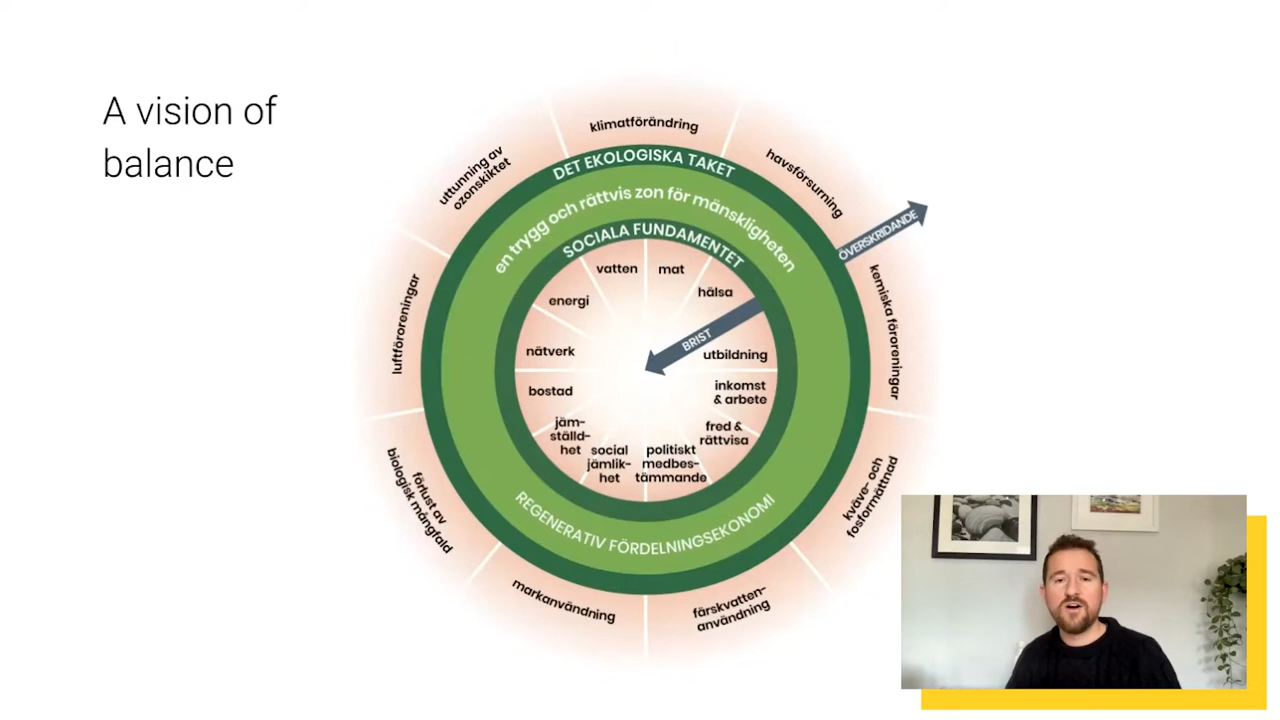 A vision of
balance
klimatförändring
havsförsurning
kemiska föroreningar
kväve- och
fosformättnad
färskvatten-
användning
markanvändning
förlust av
biologisk mångfald
luftföroreningar
uttunning av
ozonskiktet
DET EKOLOGISKA TAKET
en trygg och rättvis zon för mänskligheten
SOCIALA FUNDAMENTET
ÖVERSKRIDANDE
BRIST
vatten
mat
hälsa
utbildning
inkomst
& arbete
fred &
rättvisa
politiskt
medbes-
tämmande
social
jämlik-
het
jäm-
ställd-
het
bostad
nätverk
energi
REGENERATIV FÖRDELNINGSEKONOMI